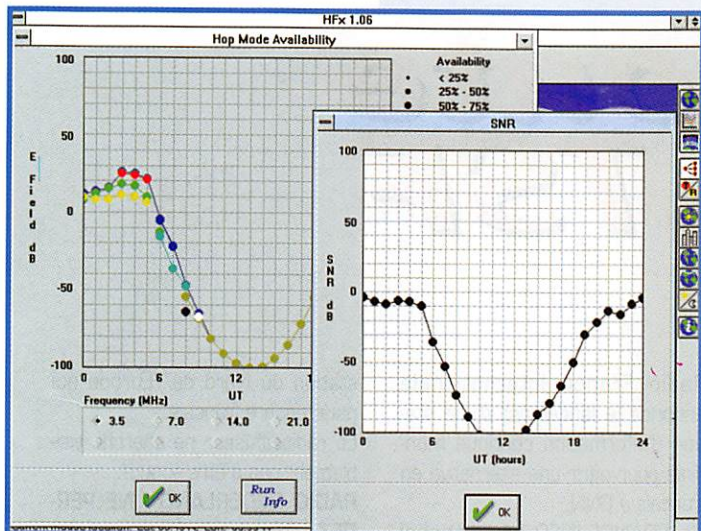 HFx 1.06
Hop Mode Availability
100
50
0
-50
-100
E Field dB
0
6
12
UT
Availability
< 25%
25% - 50%
50% - 75%
Frequency (MHz)
3.5
7.0
14.0
21.0
OK
Run Info
SNR
100
50
0
-50
-100
SNR dB
0
6
12
18
24
UT (hours)
OK